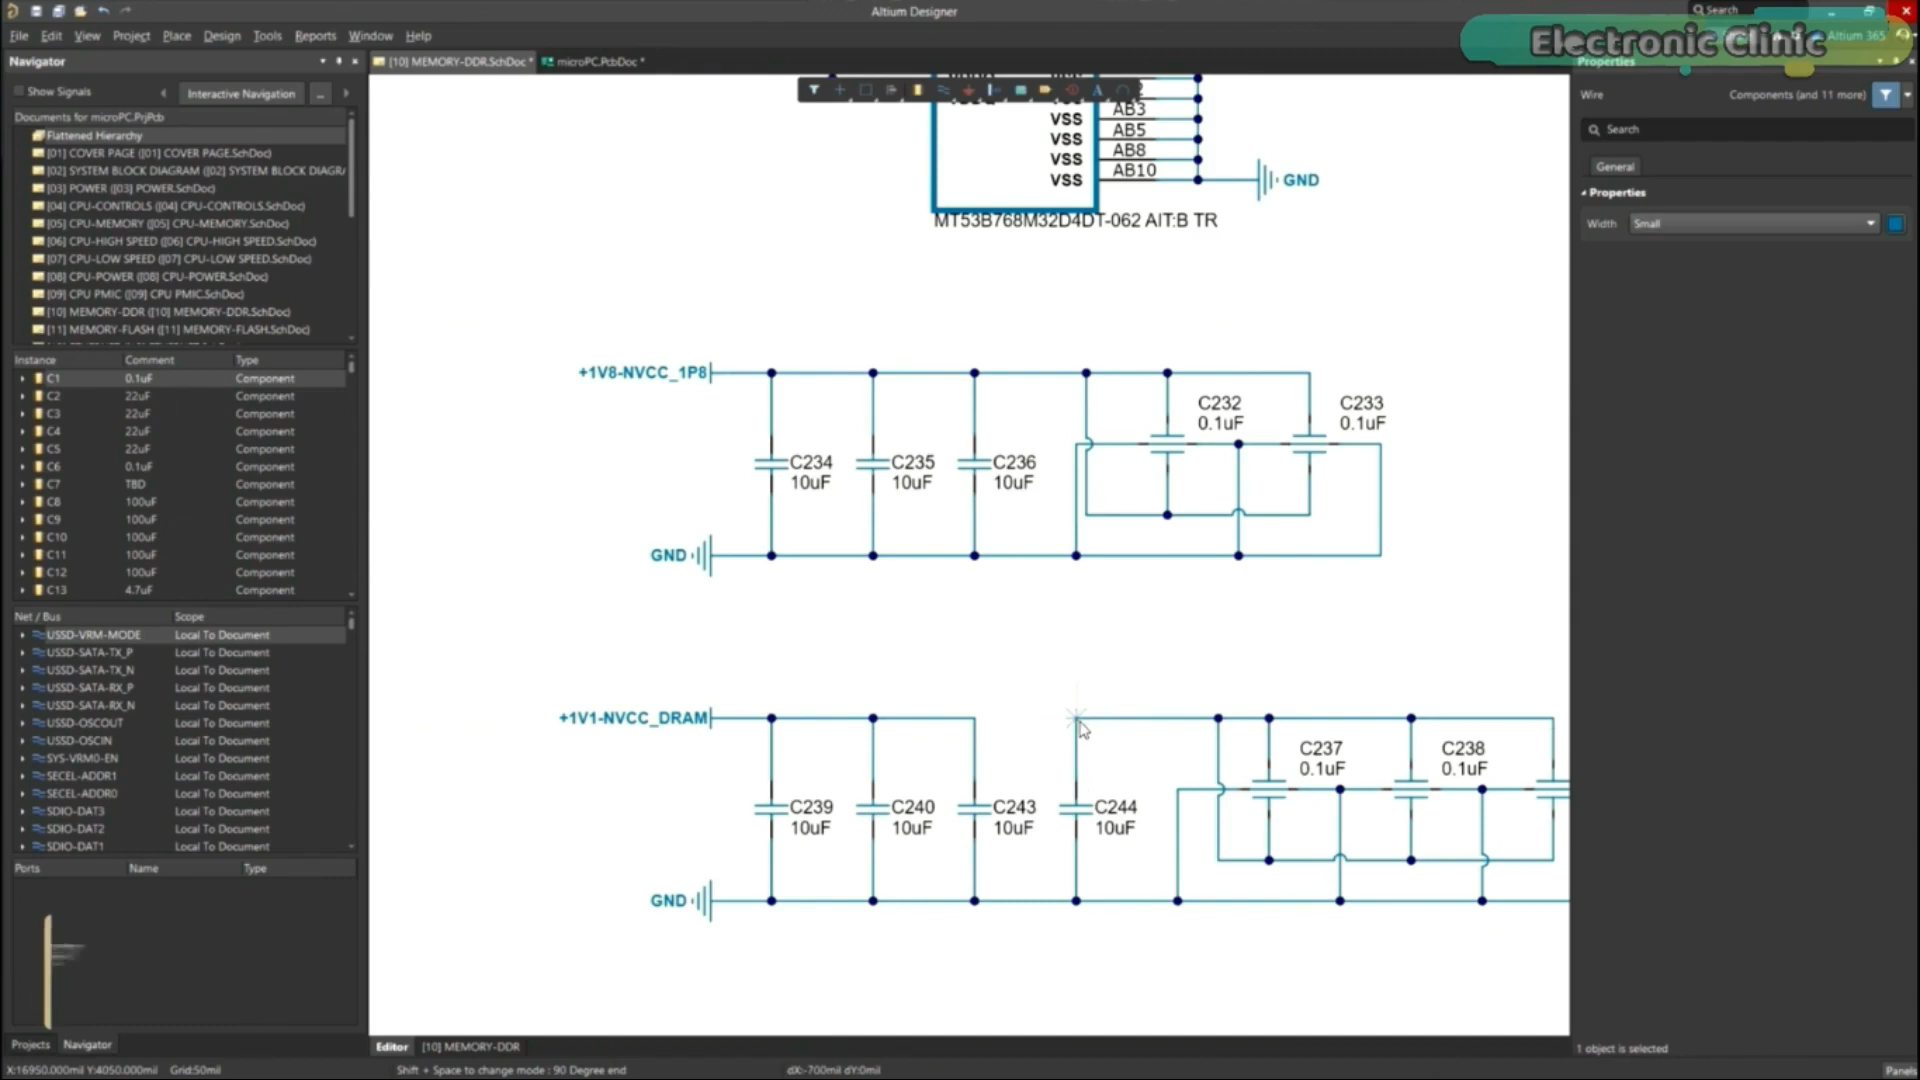 Altium Designer
Search
File Edit View Project Place Design Tools Reports Window Help
Altium 365
Electronic Clinic
Navigator
[10] MEMORY-DDR.SchDoc *
microPC.PcbDoc *
Properties
Show Signals
Interactive Navigation
...
Wire
Components (and 11 more)
Documents for microPC.PrjPcb
Search
Flattened Hierarchy
[01] COVER PAGE ([01] COVER PAGE.SchDoc)
[02] SYSTEM BLOCK DIAGRAM ([02] SYSTEM BLOCK DIAGRA
[03] POWER ([03] POWER.SchDoc)
[04] CPU-CONTROLS ([04] CPU-CONTROLS.SchDoc)
[05] CPU-MEMORY ([05] CPU-MEMORY.SchDoc)
[06] CPU-HIGH SPEED ([06] CPU-HIGH SPEED.SchDoc)
[07] CPU-LOW SPEED ([07] CPU-LOW SPEED.SchDoc)
[08] CPU-POWER ([08] CPU-POWER.SchDoc)
[09] CPU PMIC ([09] CPU PMIC.SchDoc)
[10] MEMORY-DDR ([10] MEMORY-DDR.SchDoc)
[11] MEMORY-FLASH ([11] MEMORY-FLASH.SchDoc)
General
Properties
Width Small
VSS AB3
VSS AB5
VSS AB8
VSS AB10
GND
MT53B768M32D4DT-062 AIT:B TR
Instance Comment Type
C1 0.1uF Component
C2 22uF Component
C3 22uF Component
C4 22uF Component
C5 22uF Component
C6 0.1uF Component
C7 TBD Component
C8 100uF Component
C9 100uF Component
C10 100uF Component
C11 100uF Component
C12 100uF Component
C13 4.7uF Component
+1V8-NVCC_1P8
C232
0.1uF
C233
0.1uF
C234
10uF
C235
10uF
C236
10uF
GND
Net / Bus Scope
USSD-VRM-MODE Local To Document
USSD-SATA-TX_P Local To Document
USSD-SATA-TX_N Local To Document
USSD-SATA-RX_P Local To Document
USSD-SATA-RX_N Local To Document
USSD-OSCOUT Local To Document
USSD-OSCIN Local To Document
SYS-VRM0-EN Local To Document
SECEL-ADDR1 Local To Document
SECEL-ADDR0 Local To Document
SDIO-DAT3 Local To Document
SDIO-DAT2 Local To Document
SDIO-DAT1 Local To Document
+1V1-NVCC_DRAM
C237
0.1uF
C238
0.1uF
C239
10uF
C240
10uF
C243
10uF
C244
10uF
GND
Ports Name Type
Projects Navigator
Editor [10] MEMORY-DDR
1 object is selected
X:16950.000mil Y:4050.000mil Grid:50mil
Shift + Space to change mode : 90 Degree end
dX:-700mil dY:0mil
Panels